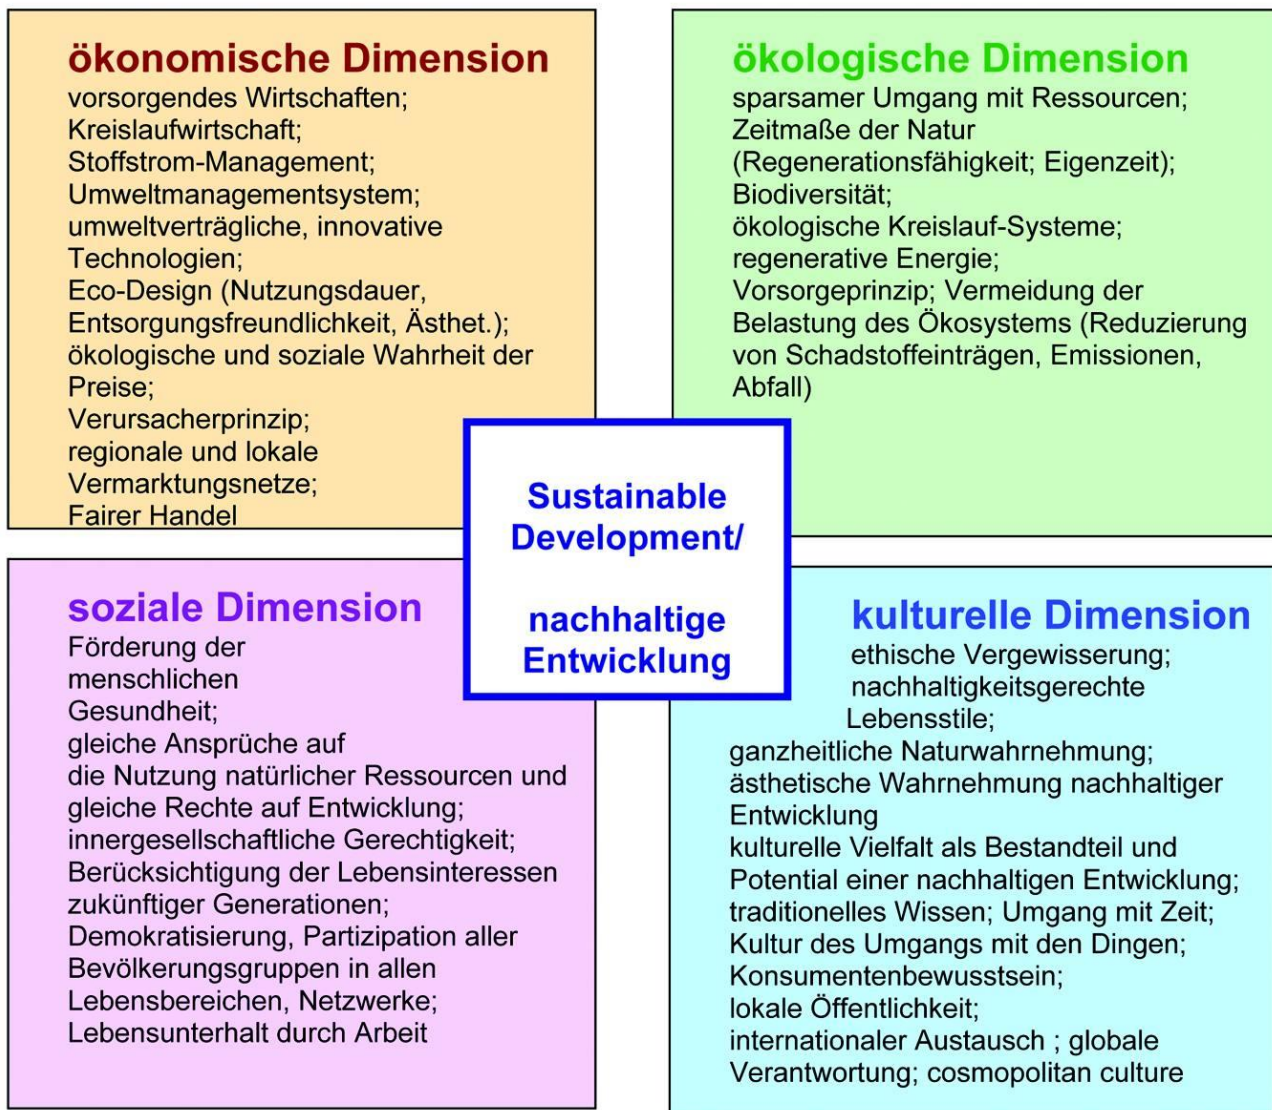 ökonomische Dimension
vorsorgendes Wirtschaften;
Kreislaufwirtschaft;
Stoffstrom-Management;
Umweltmanagementsystem;
umweltverträgliche, innovative
Technologien;
Eco-Design (Nutzungsdauer,
Entsorgungsfreundlichkeit, Ästhet.);
ökologische und soziale Wahrheit der
Preise;
Verursacherprinzip;
regionale und lokale
Vermarktungsnetze;
Fairer Handel
ökologische Dimension
sparsamer Umgang mit Ressourcen;
Zeitmaße der Natur
(Regenerationsfähigkeit; Eigenzeit);
Biodiversität;
ökologische Kreislauf-Systeme;
regenerative Energie;
Vorsorgeprinzip; Vermeidung der
Belastung des Ökosystems (Reduzierung
von Schadstoffeinträgen, Emissionen,
Abfall)
Sustainable
Development/
nachhaltige
Entwicklung
soziale Dimension
Förderung der
menschlichen
Gesundheit;
gleiche Ansprüche auf
die Nutzung natürlicher Ressourcen und
gleiche Rechte auf Entwicklung;
innergesellschaftliche Gerechtigkeit;
Berücksichtigung der Lebensinteressen
zukünftiger Generationen;
Demokratisierung, Partizipation aller
Bevölkerungsgruppen in allen
Lebensbereichen, Netzwerke;
Lebensunterhalt durch Arbeit
kulturelle Dimension
ethische Vergewisserung;
nachhaltigkeitsgerechte
Lebensstile;
ganzheitliche Naturwahrnehmung;
ästhetische Wahrnehmung nachhaltiger
Entwicklung
kulturelle Vielfalt als Bestandteil und
Potential einer nachhaltigen Entwicklung;
traditionelles Wissen; Umgang mit Zeit;
Kultur des Umgangs mit den Dingen;
Konsumentenbewusstsein;
lokale Öffentlichkeit;
internationaler Austausch ; globale
Verantwortung; cosmopolitan culture